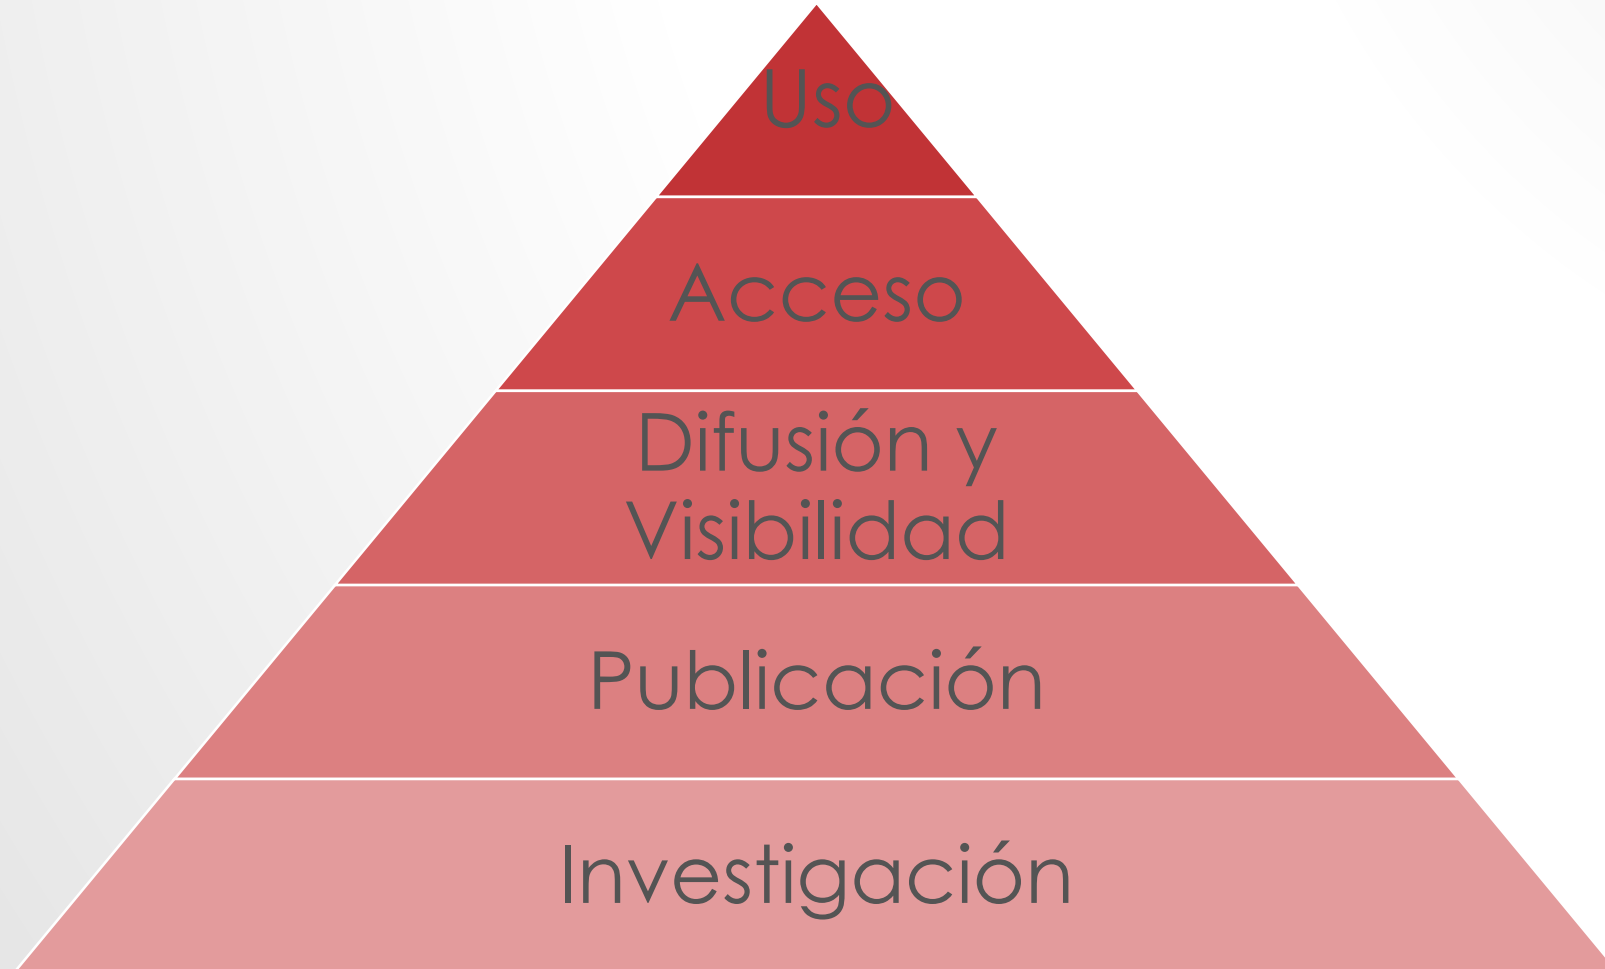 Uso
Acceso
Difusión y
Visibilidad
Publicación
Investigación